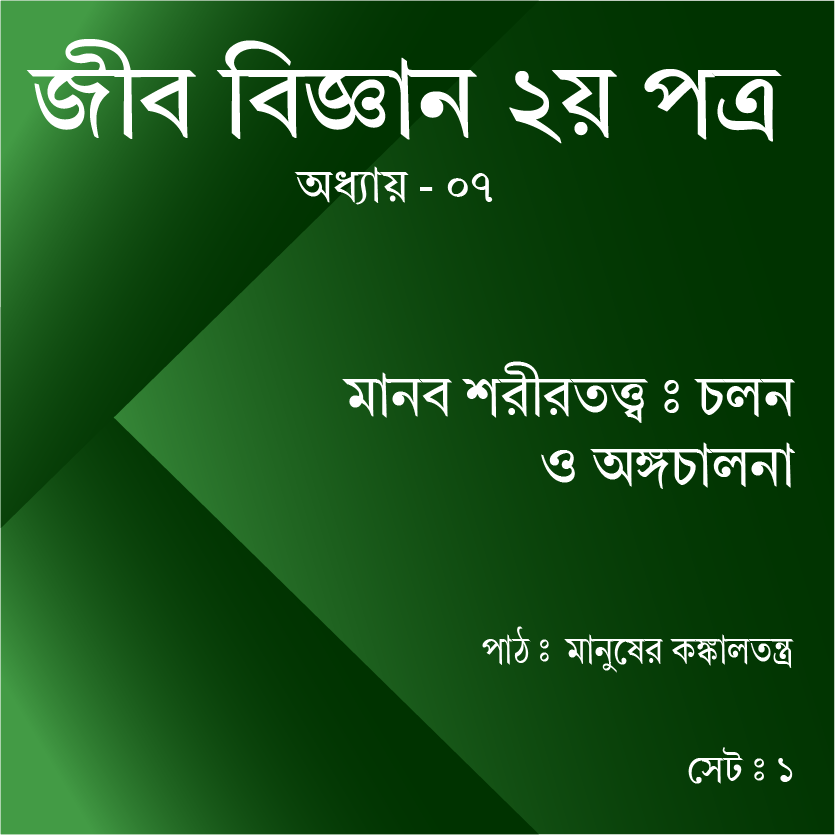 জীব বিজ্ঞান ২য় পত্র
অধ্যায় - ০৭
মানব শরীরতত্ত্ব ঃ চলন
ও অঙ্গচালনা
পাঠ ঃ মানুষের কঙ্কালতন্ত্র
সেট ঃ ১